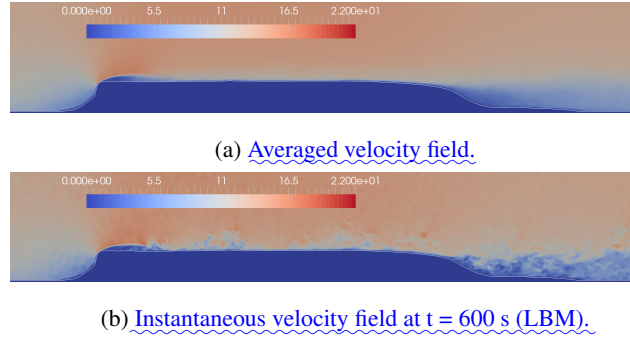 0.000e+00 5.5 11 16.5 2.200e+01
(a) Averaged velocity field.
0.000e+00 5.5 11 16.5 2.200e+01
(b) Instantaneous velocity field at t = 600 s (LBM).